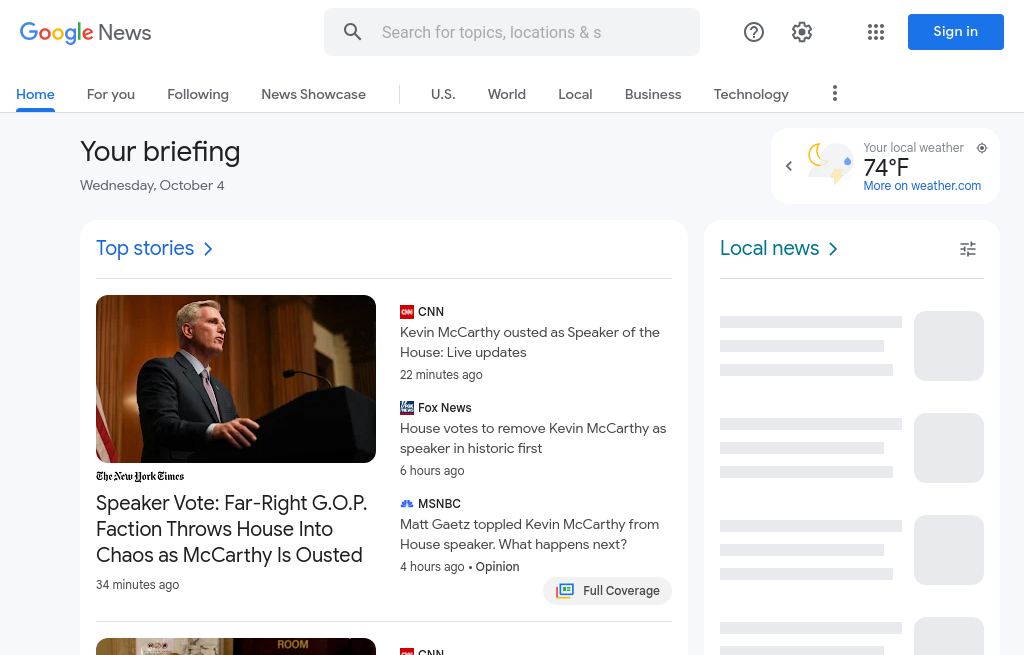 Google News
Search for topics, locations & s
Sign in
Home
For you
Following
News Showcase
U.S.
World
Local
Business
Technology
Your briefing
Wednesday, October 4
Your local weather
74°F
More on weather.com
Top stories
The New York Times
Speaker Vote: Far-Right G.O.P.
Faction Throws House Into
Chaos as McCarthy Is Ousted
34 minutes ago
CNN
Kevin McCarthy ousted as Speaker of the
House: Live updates
22 minutes ago
Fox News
House votes to remove Kevin McCarthy as
speaker in historic first
6 hours ago
MSNBC
Matt Gaetz toppled Kevin McCarthy from
House speaker. What happens next?
4 hours ago • Opinion
Full Coverage
Local news
ROOM
CNN